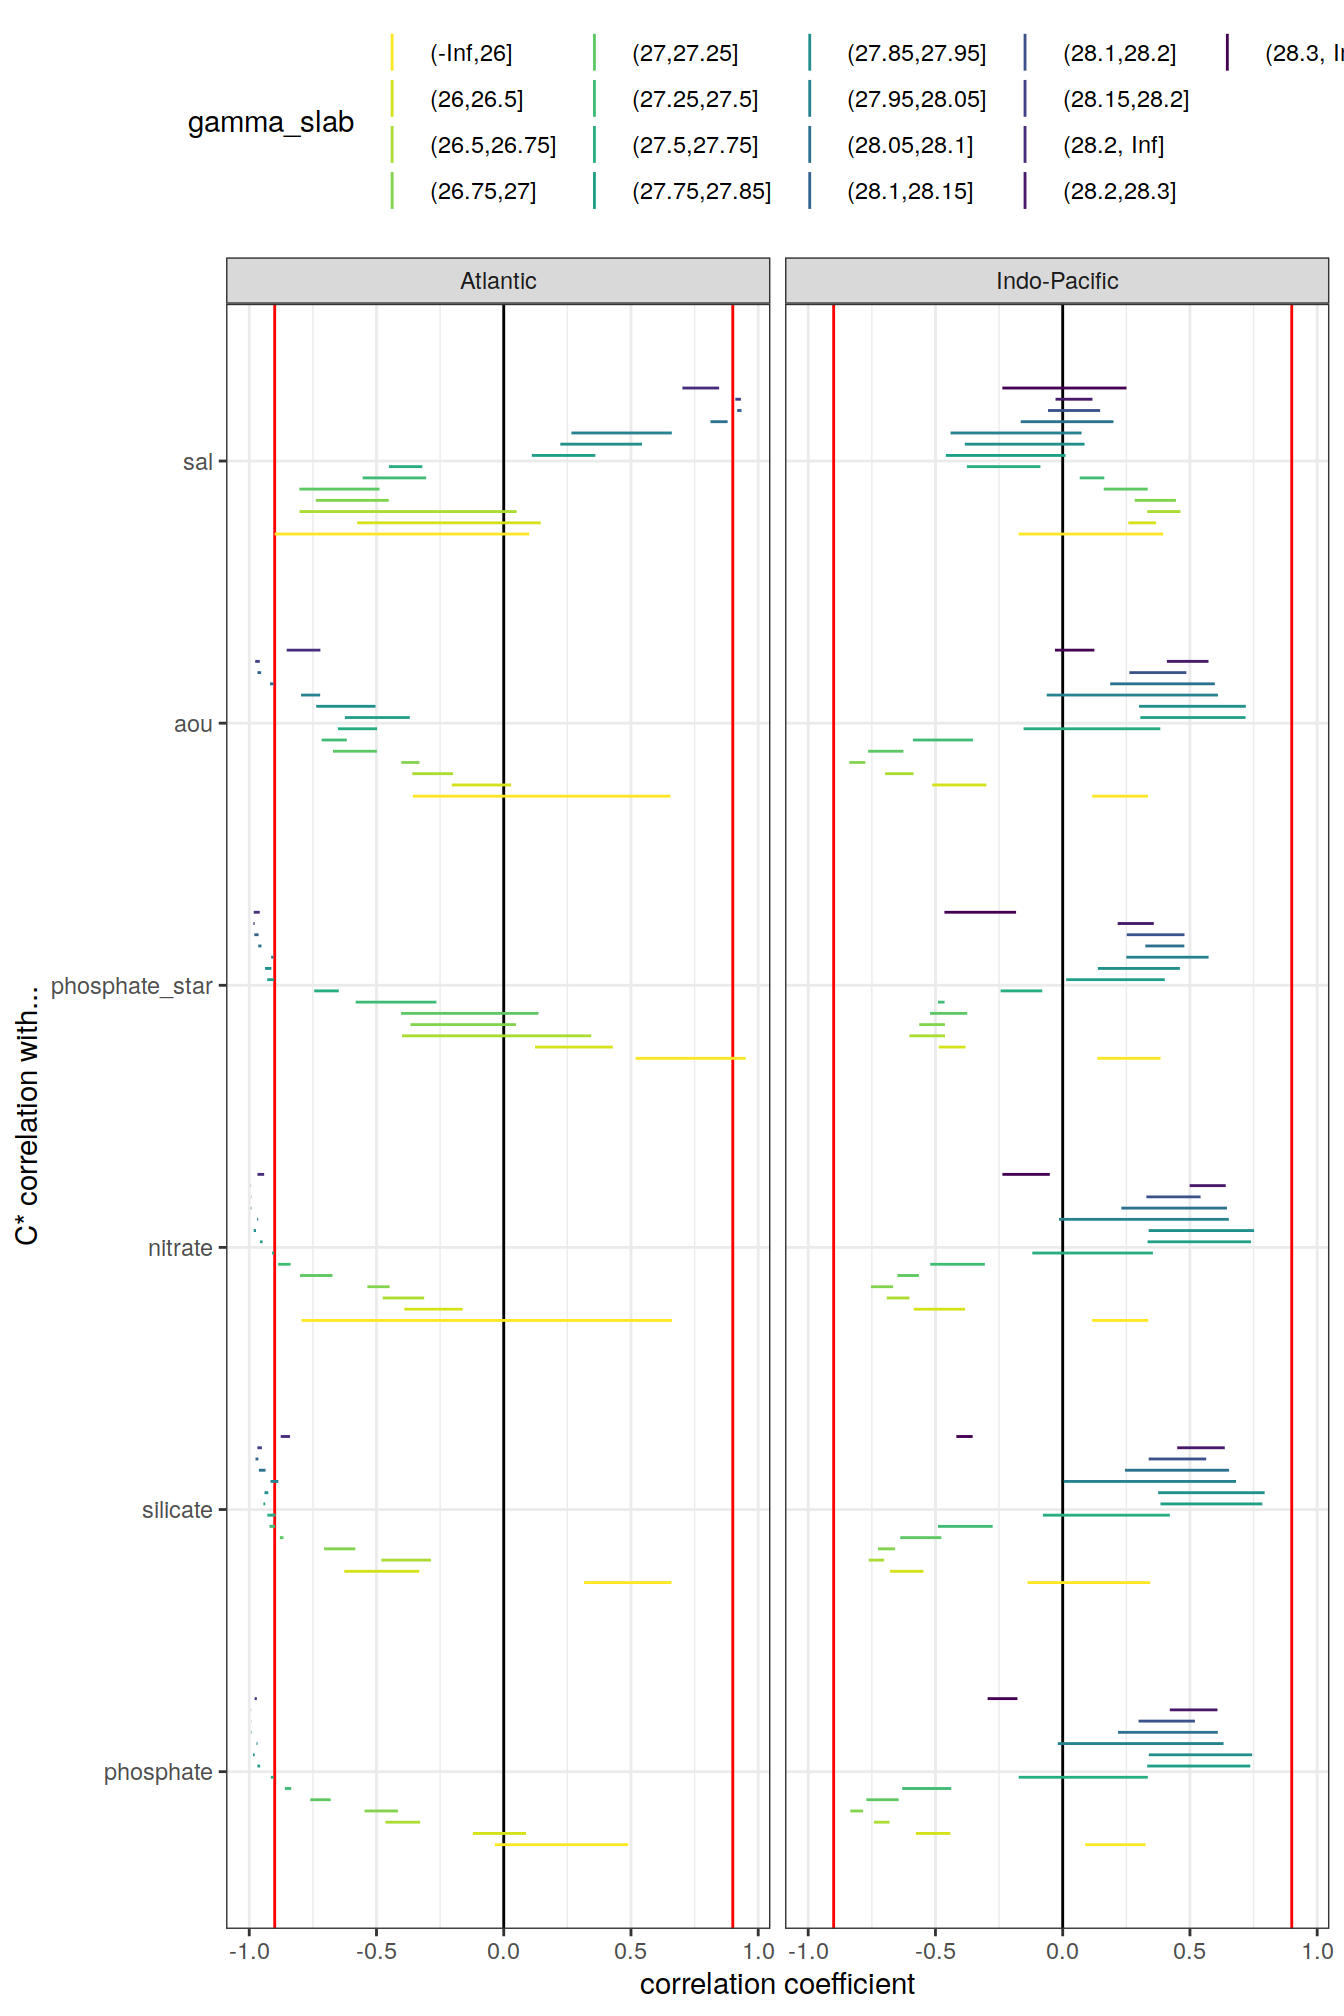 (-Inf,26] (27,27.25] (27.85,27.95] (28.1,28.2] (28.3, I
(26,26.5] (27.25,27.5] (27.95,28.05] (28.15,28.2]
gamma_slab
(26.5,26.75] (27.5,27.75] (28.05,28.1] (28.2, Inf]
(26.75,27] (27.75,27.85] (28.1,28.15] (28.2,28.3]
Atlantic Indo-Pacific
sal
aou
phosphate_star
nitrate
silicate
phosphate
C* correlation with...
-1.0 -0.5 0.0 0.5 1.0 -1.0 -0.5 0.0 0.5 1.0
correlation coefficient